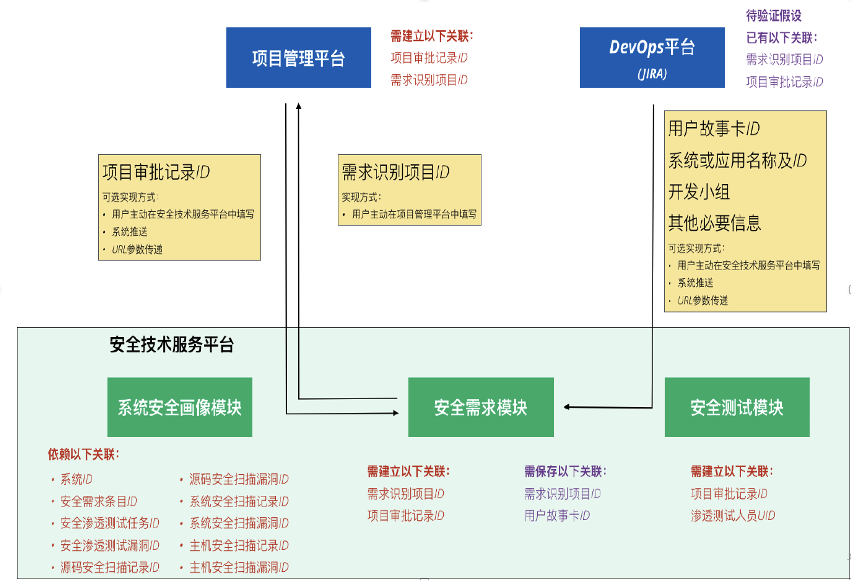 项目管理平台
需建立以下关联：
项目审批记录ID
需求识别项目ID
DevOps平台
(JIRA)
待验证假设
已有以下关联：
需求识别项目ID
项目审批记录ID
项目审批记录ID
可选实现方式：
• 用户主动在安全技术服务平台中填写
• 系统推送
• URL参数传递
需求识别项目ID
实现方式：
• 用户主动在项目管理平台中填写
用户故事卡ID
系统或应用名称及ID
开发小组
其他必要信息
可选实现方式：
• 用户主动在安全技术服务平台中填写
• 系统推送
• URL参数传递
安全技术服务平台
系统安全画像模块
安全需求模块
安全测试模块
依赖以下关联：
• 系统ID
• 安全需求条目ID
• 安全渗透测试任务ID
• 安全渗透测试漏洞ID
• 源码安全扫描记录ID
• 源码安全扫描漏洞ID
• 系统安全扫描记录ID
• 系统安全扫描漏洞ID
• 主机安全扫描记录ID
• 主机安全扫描漏洞ID
需建立以下关联：
需求识别项目ID
项目审批记录ID
需保存以下关联：
需求识别项目ID
用户故事卡ID
需建立以下关联：
项目审批记录ID
渗透测试人员UID